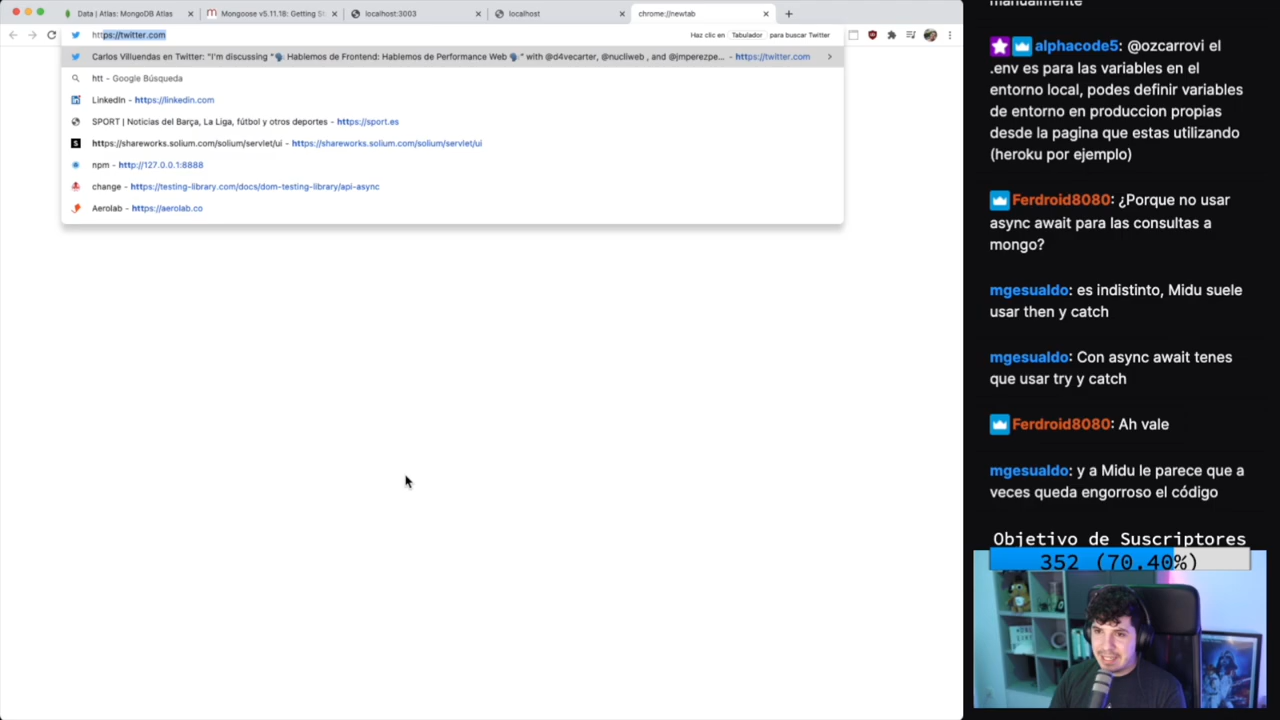 Data | Atlas: MongoDB Atlas
Mongoose v5.11.18: Getting St
localhost:3003
localhost
chrome://newtab
https://twitter.com
Haz clic en Tabulador para buscar Twitter
Carlos Villuendas en Twitter: "I'm discussing "🗣 Hablemos de Frontend: Hablemos de Performance Web 🗣" with @d4vecarter, @nucliweb , and @jmperezpe... - https://twitter.com
htt - Google Búsqueda
LinkedIn - https://linkedin.com
SPORT | Noticias del Barça, La Liga, fútbol y otros deportes - https://sport.es
https://shareworks.solium.com/solium/servlet/ui - https://shareworks.solium.com/solium/servlet/ui
npm - http://127.0.0.1:8888
change - https://testing-library.com/docs/dom-testing-library/api-async
Aerolab - https://aerolab.co
manualmente
alphacode5: @ozcarrovi el
.env es para las variables en el
entorno local, podes definir variables
de entorno en produccion propias
desde la pagina que estas utilizando
(heroku por ejemplo)
Ferdroid8080: ¿Porque no usar
async await para las consultas a
mongo?
mgesualdo: es indistinto, Midu suele
usar then y catch
mgesualdo: Con async await tenes
que usar try y catch
Ferdroid8080: Ah vale
mgesualdo: y a Midu le parece que a
veces queda engorroso el código
Objetivo de Suscriptores
352 (70.40%)